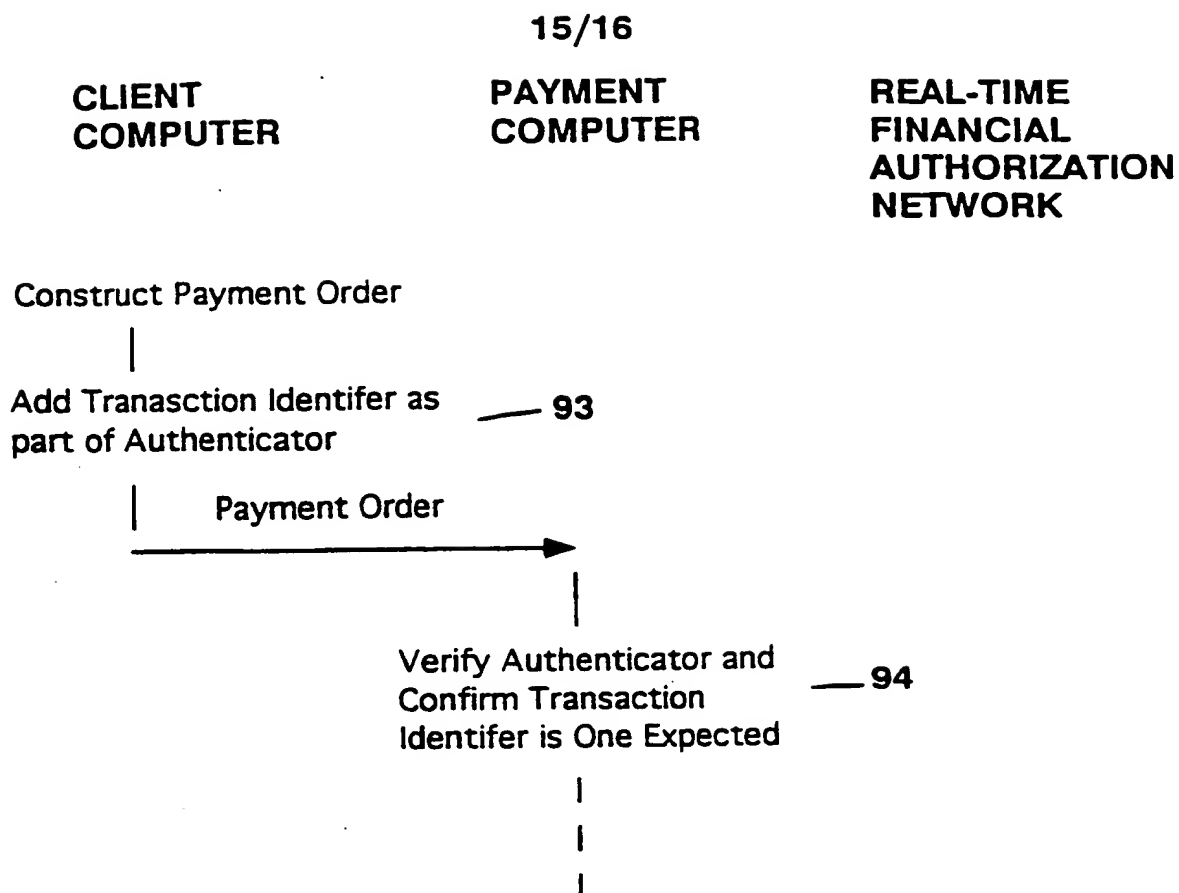 15/16
CLIENT
COMPUTER
PAYMENT
COMPUTER
REAL-TIME
FINANCIAL
AUTHORIZATION
NETWORK
Construct Payment Order
Add Tranasction Identifer as
part of Authenticator
93
Payment Order
Verify Authenticator and
Confirm Transaction
Identifer is One Expected
94